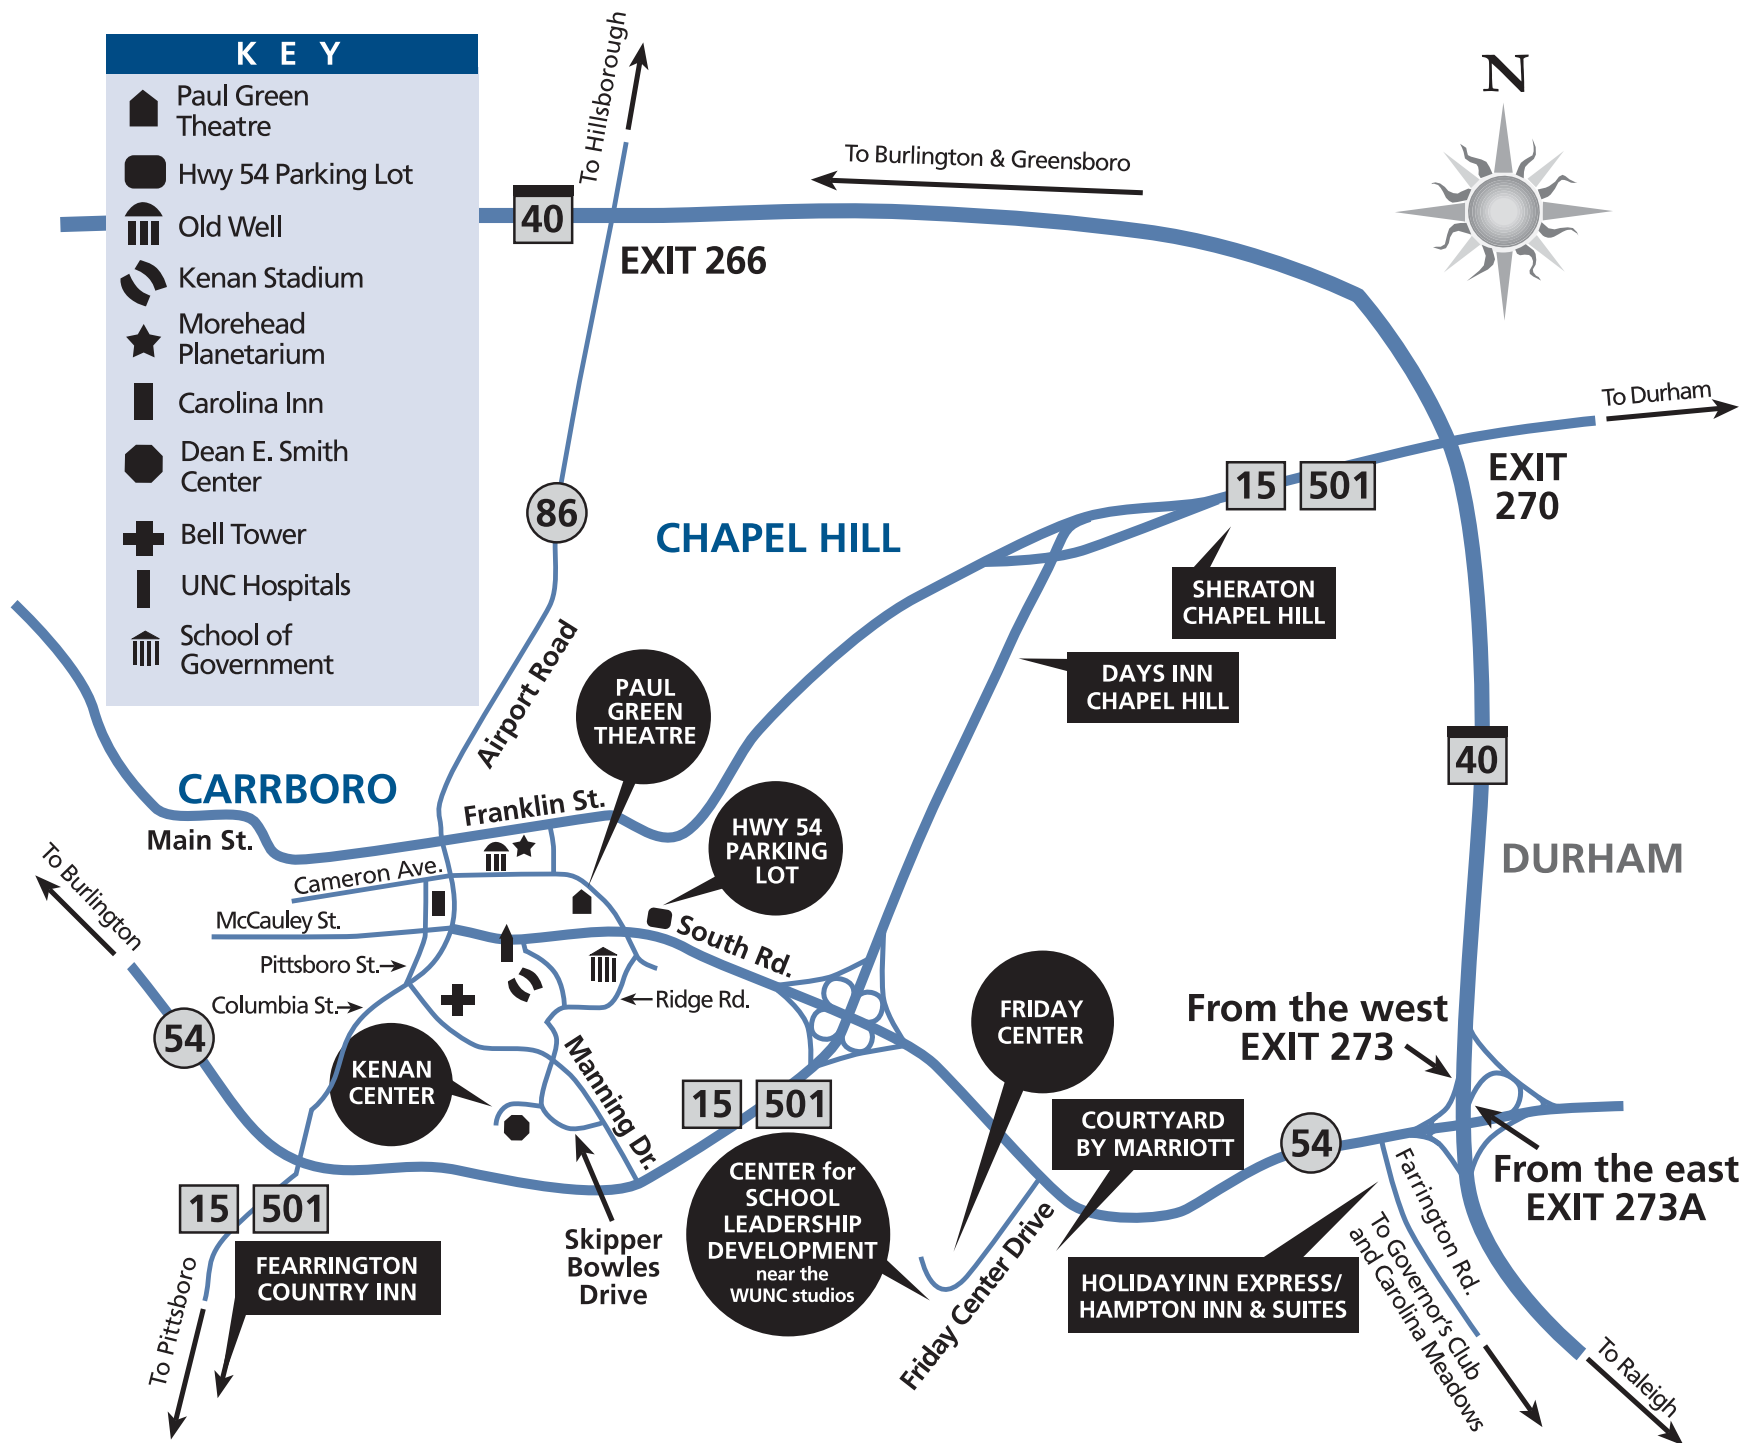 KEY
Paul Green
Theatre
Hwy 54 Parking Lot
Old Well
Kenan Stadium
Morehead
Planetarium
Carolina Inn
Dean E. Smith
Center
Bell Tower
UNC Hospitals
School of
Government
To Hillsborough
To Burlington & Greensboro
N
40
EXIT 266
To Durham
15
501
EXIT
270
86
CHAPEL HILL
SHERATON
CHAPEL HILL
DAYS INN
CHAPEL HILL
Airport Road
PAUL
GREEN
THEATRE
40
CARRBORO
Main St.
Franklin St.
HWY 54
PARKING
LOT
DURHAM
To Burlington
Cameron Ave.
McCauley St.
South Rd.
Pittsboro St.
Columbia St.
Ridge Rd.
54
FRIDAY
CENTER
From the west
EXIT 273
KENAN
CENTER
Manning Dr.
15
501
COURTYARD
BY MARRIOTT
54
From the east
EXIT 273A
Farrington Rd.
CENTER for
SCHOOL
LEADERSHIP
DEVELOPMENT
near the
WUNC studios
15
501
Skipper
Bowles
Drive
FEARRINGTON
COUNTRY INN
To Pittsboro
Friday Center Drive
HOLIDAY INN EXPRESS/
HAMPTON INN & SUITES
To Governor's Club
and Carolina Meadows
To Raleigh